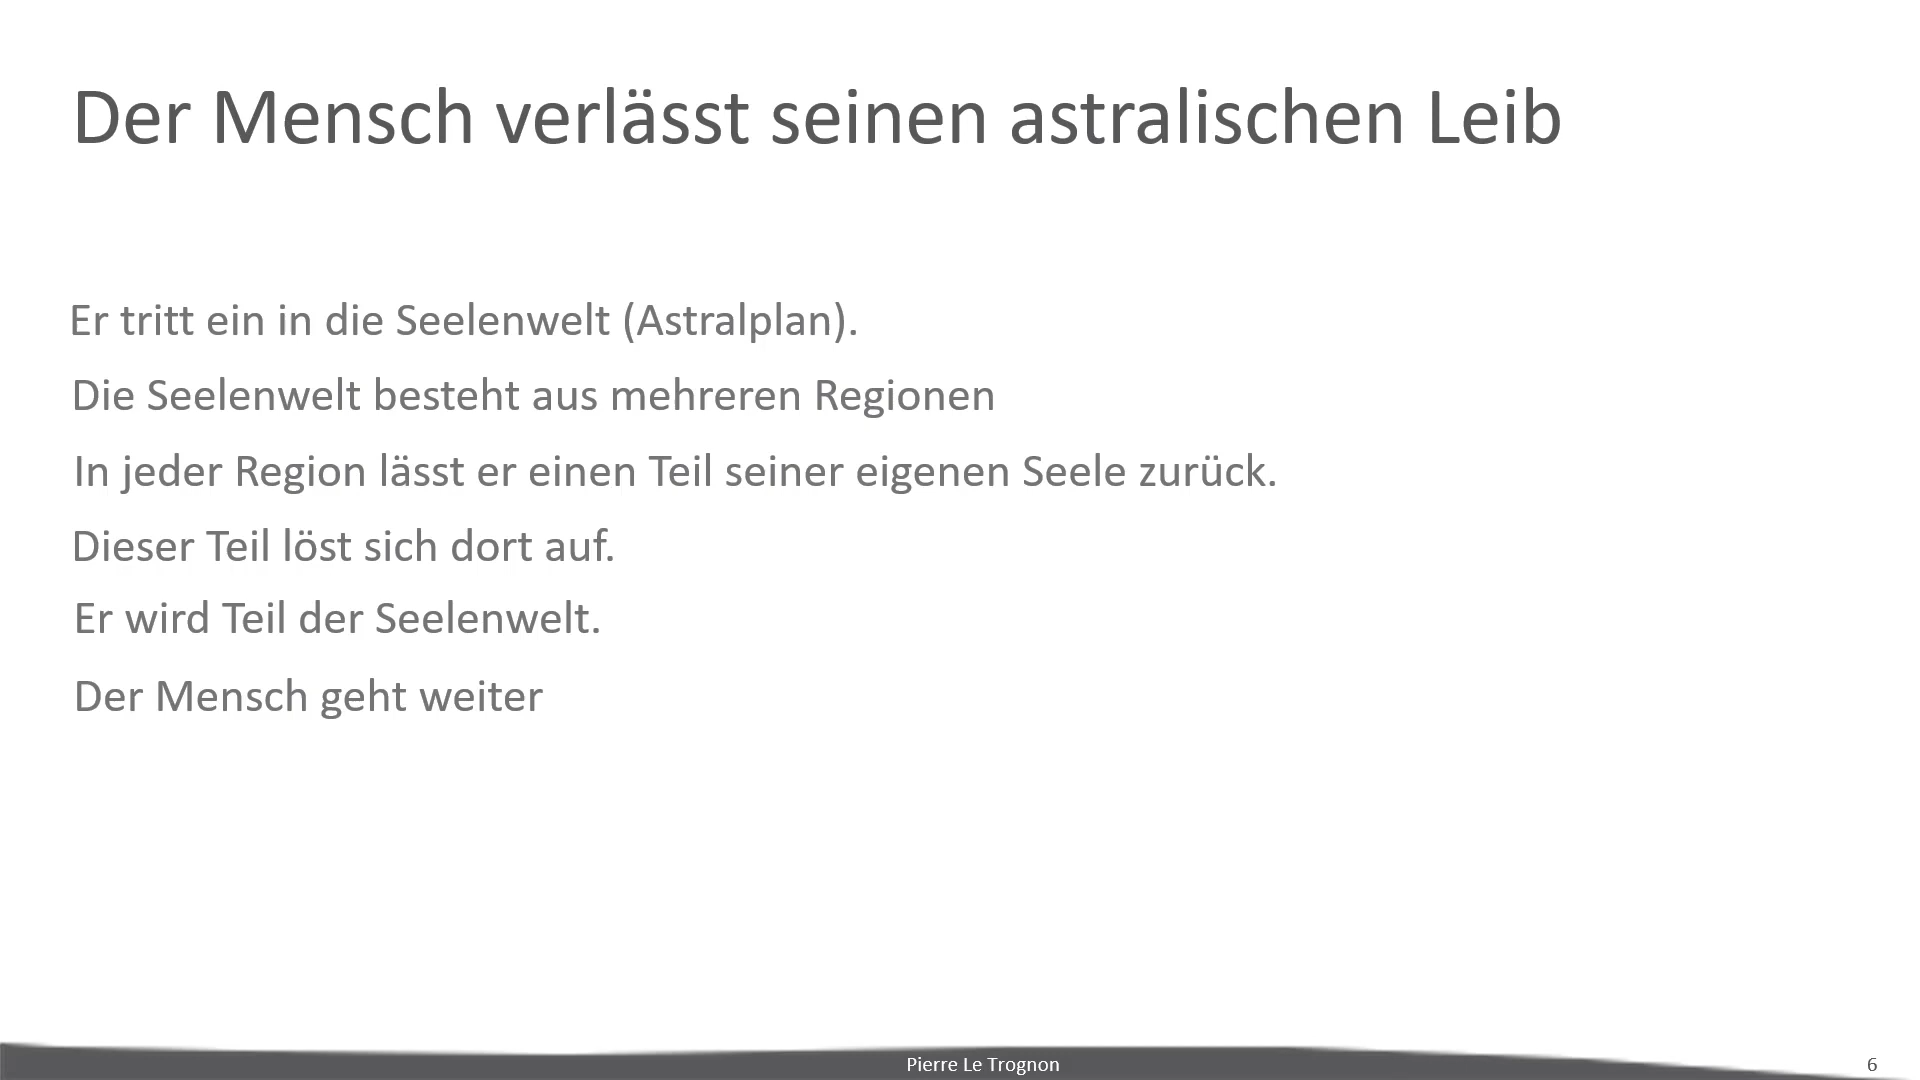 Der Mensch verlässt seinen astralischen Leib
Er tritt ein in die Seelenwelt (Astralplan).
Die Seelenwelt besteht aus mehreren Regionen
In jeder Region lässt er einen Teil seiner eigenen Seele zurück.
Dieser Teil löst sich dort auf.
Er wird Teil der Seelenwelt.
Der Mensch geht weiter
Pierre Le Trognon
6